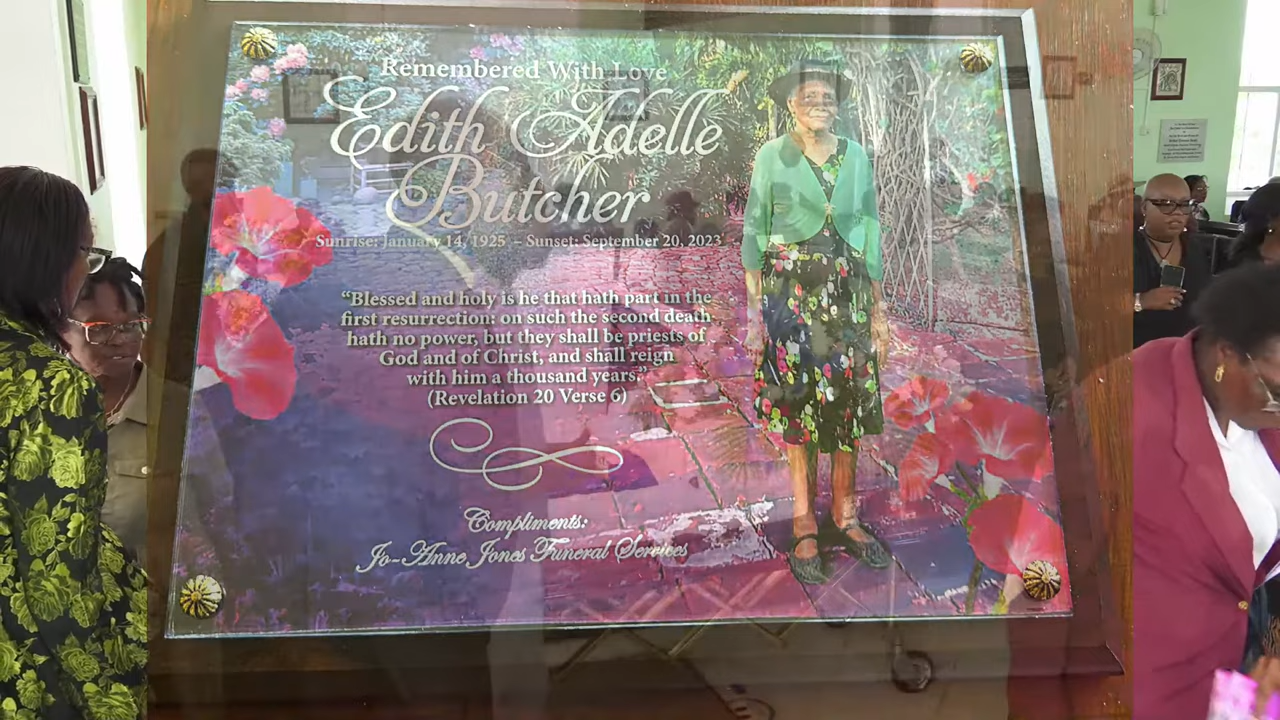 Remembered With Love
Edith Adelle
Butcher
Sunrise: January 14, 1925 – Sunset: September 20, 2023
“Blessed and holy is he that hath part in the
first resurrection: on such the second death
hath no power, but they shall be priests of
God and of Christ, and shall reign
with him a thousand years.”
(Revelation 20 Verse 6)
Compliments:
Jo-Anne Jones Funeral Services